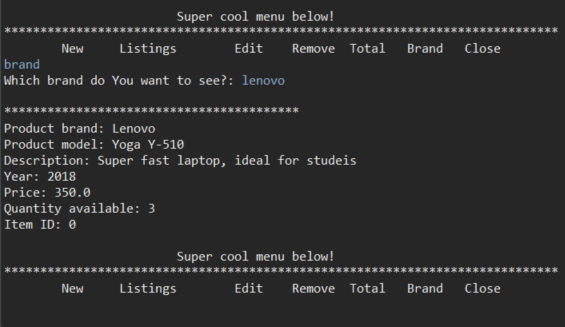 Super cool menu below!
*****************************************************************************
New Listings Edit Remove Total Brand Close
brand
Which brand do You want to see?: lenovo
*****************************************
Product brand: Lenovo
Product model: Yoga Y-510
Description: Super fast laptop, ideal for studeis
Year: 2018
Price: 350.0
Quantity available: 3
Item ID: 0
Super cool menu below!
*****************************************************************************
New Listings Edit Remove Total Brand Close